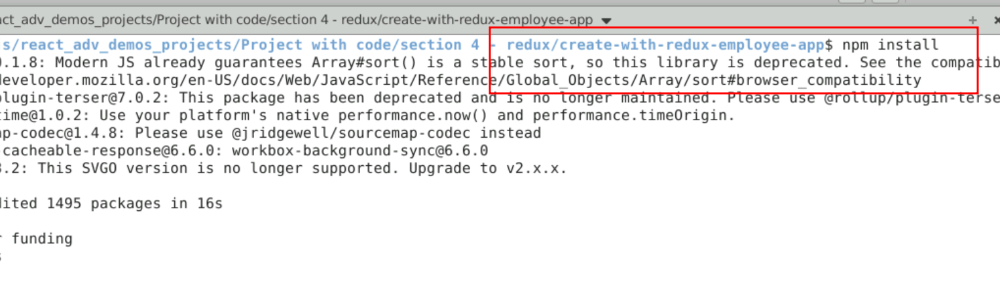 ct_adv_demos_projects/Project with code/section 4 - redux/create-with-redux-employee-app
s/react_adv_demos_projects/Project with code/section 4 - redux/create-with-redux-employee-app$ npm install
.1.8: Modern JS already guarantees Array#sort() is a stable sort, so this library is deprecated. See the compatib
developer.mozilla.org/en-US/docs/Web/JavaScript/Reference/Global_Objects/Array/sort#browser_compatibility
plugin-terser@7.0.2: This package has been deprecated and is no longer maintained. Please use @rollup/plugin-terse
time@1.0.2: Use your platform's native performance.now() and performance.timeOrigin.
ap-codec@1.4.8: Please use @jridgewell/sourcemap-codec instead
-cacheable-response@6.6.0: workbox-background-sync@6.6.0
3.2: This SVGO version is no longer supported. Upgrade to v2.x.x.
dited 1495 packages in 16s
r funding
s